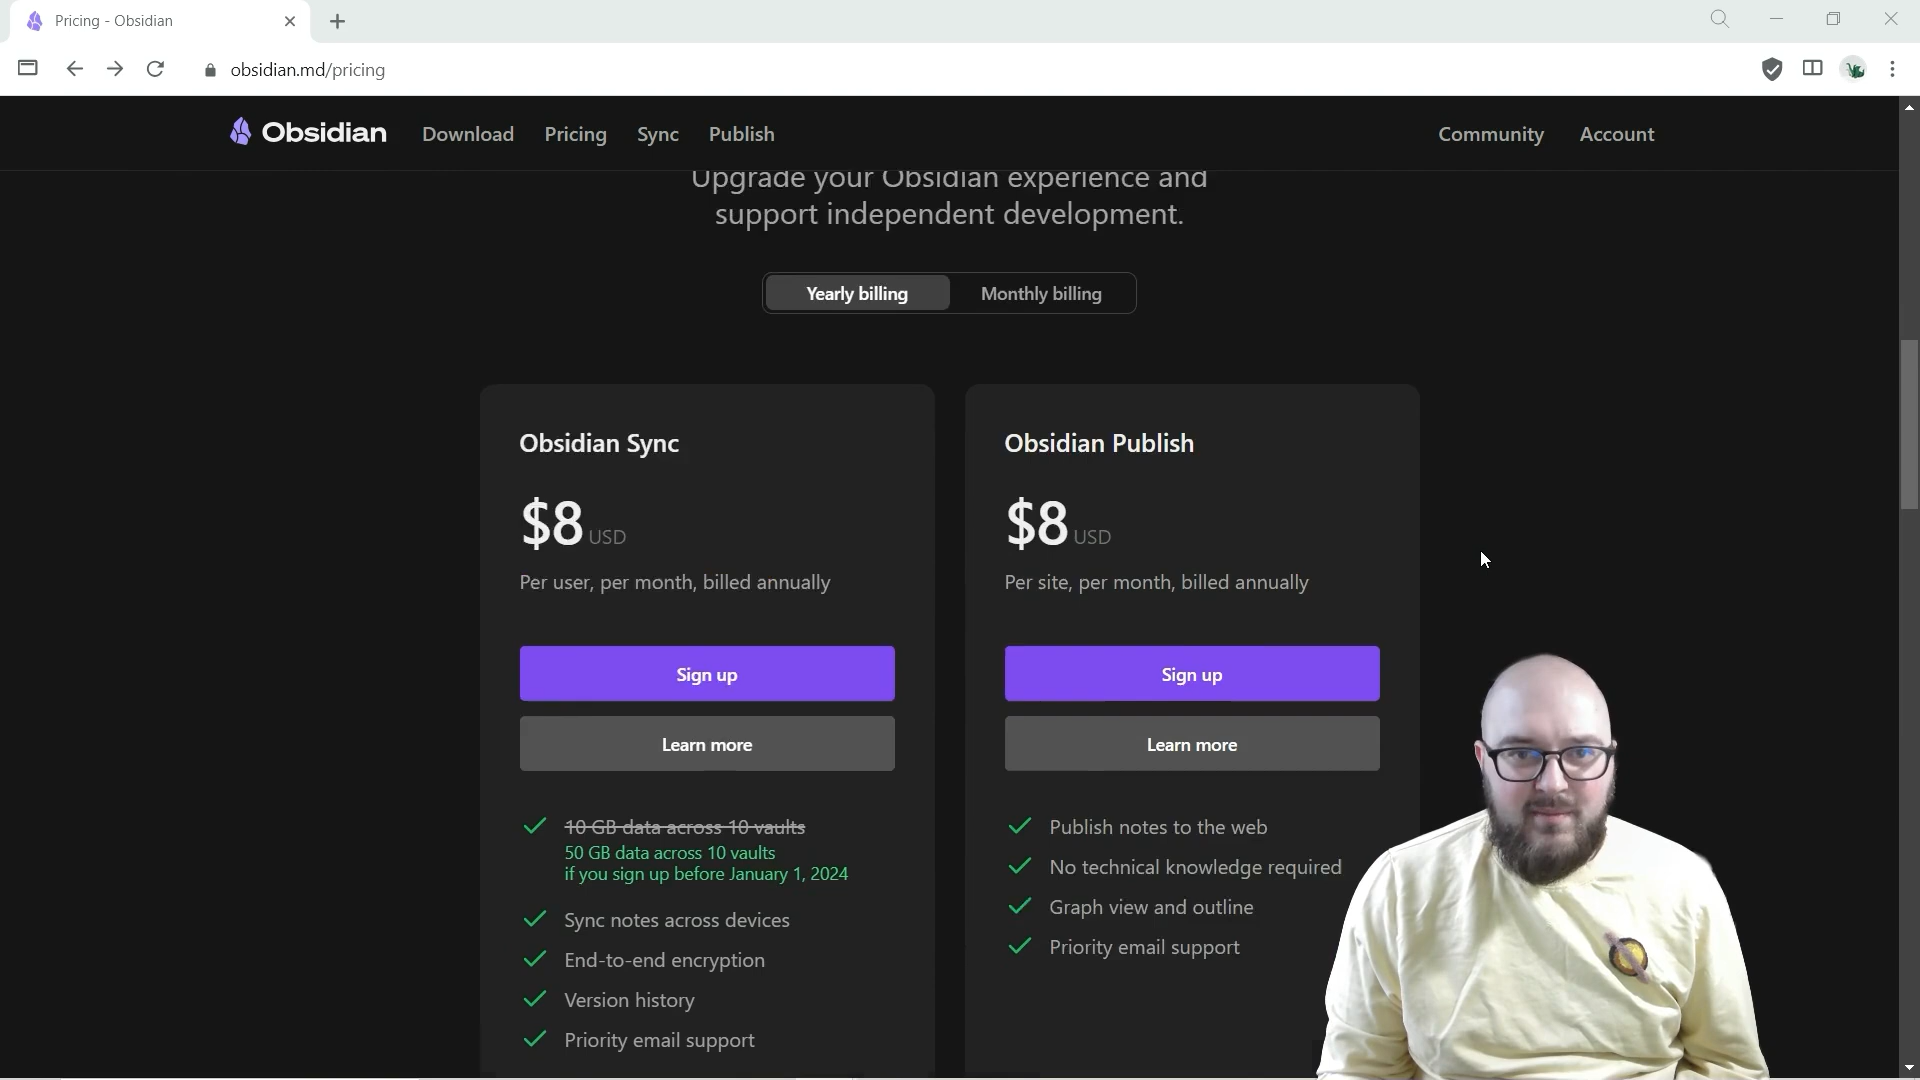 Pricing - Obsidian
obsidian.md/pricing
Obsidian
Download
Pricing
Sync
Publish
Community
Account
Upgrade your Obsidian experience and
support independent development.
Yearly billing
Monthly billing
Obsidian Sync
$8 USD
Per user, per month, billed annually
Sign up
Learn more
10 GB data across 10 vaults
50 GB data across 10 vaults
if you sign up before January 1, 2024
Sync notes across devices
End-to-end encryption
Version history
Priority email support
Obsidian Publish
$8 USD
Per site, per month, billed annually
Sign up
Learn more
Publish notes to the web
No technical knowledge required
Graph view and outline
Priority email support